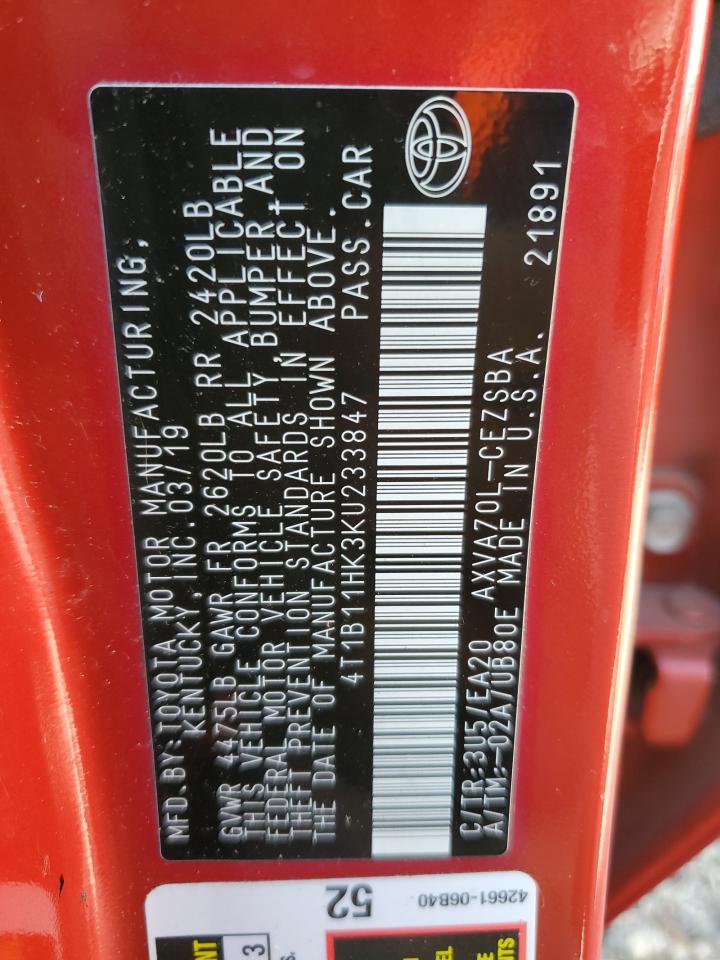 MFD.BY:TOYOTA MOTOR MANUFACTURING,
KENTUCKY, INC.03/19
GVWR 4475LB GAWR FR 2620LB RR 2420LB
THIS VEHICLE CONFORMS TO ALL APPLICABLE
FEDERAL MOTOR VEHICLE SAFETY,BUMPER,AND
THEFT PREVENTION STANDARDS IN EFFECT ON
THE DATE OF MANUFACTURE SHOWN ABOVE.
4T1B11HK3KU233847 PASS.CAR
C/TR:3U5/EA20 AXVA70L-CEZSBA
A/TM:-02A/UB80E MADE IN U.S.A. 21891
52
42661-06B40
3